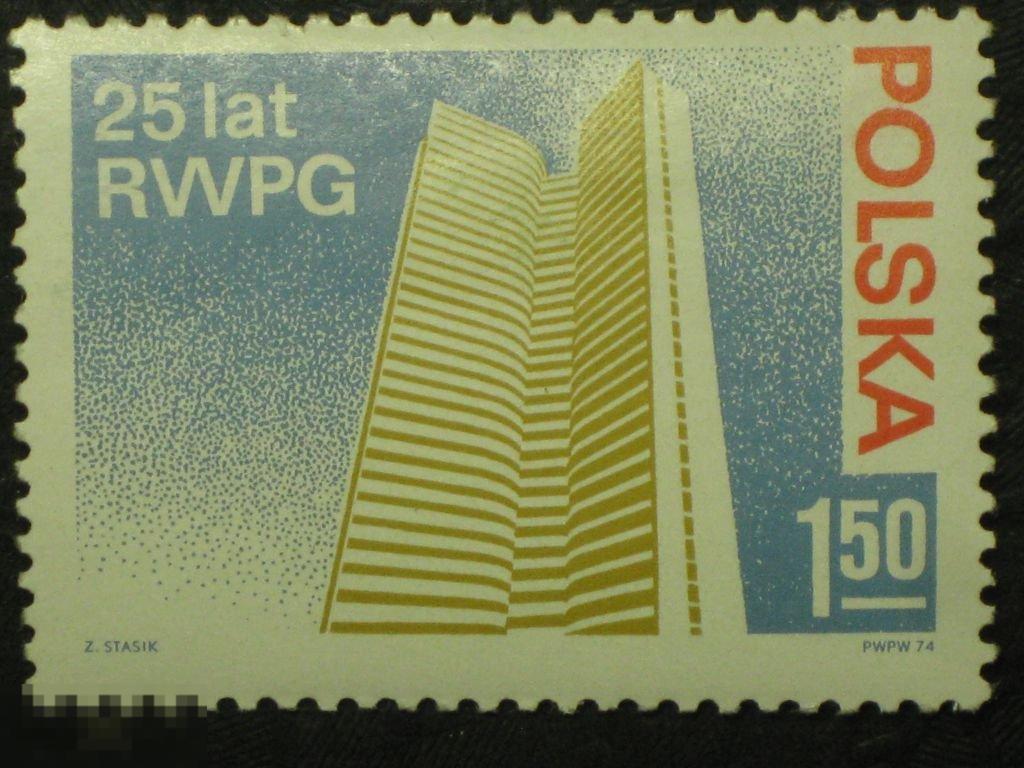 25 lat
RWPG
POLSKA
1 50
Z. STASIK
PWPW 74